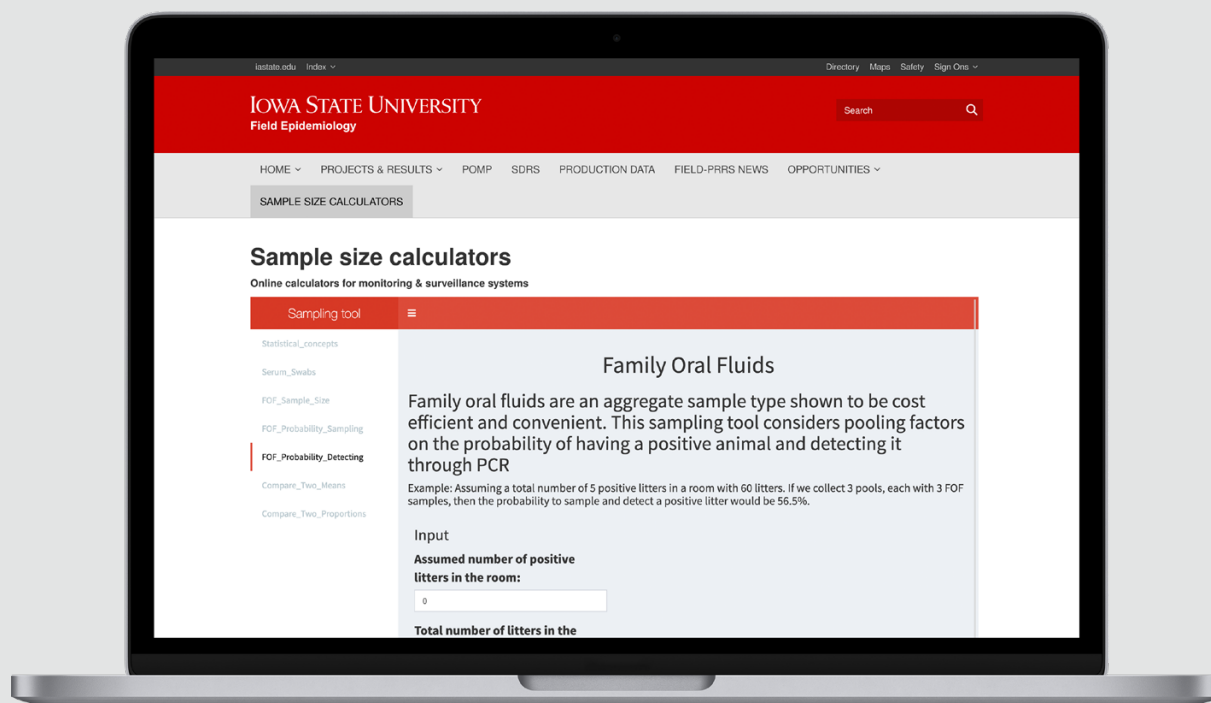 iastate.edu Index
Directory Maps Safety Sign Ons
IOWA STATE UNIVERSITY
Field Epidemiology
Search
HOME PROJECTS & RESULTS POMP SDRS PRODUCTION DATA FIELD-PRRS NEWS OPPORTUNITIES
SAMPLE SIZE CALCULATORS
Sample size calculators
Online calculators for monitoring & surveillance systems
Sampling tool
Statistical_concepts
Serum_Swabs
FOF_Sample_Size
FOF_Probability_Sampling
FOF_Probability_Detecting
Compare_Two_Means
Compare_Two_Proportions
Family Oral Fluids
Family oral fluids are an aggregate sample type shown to be cost
efficient and convenient. This sampling tool considers pooling factors
on the probability of having a positive animal and detecting it
through PCR
Example: Assuming a total number of 5 positive litters in a room with 60 litters. If we collect 3 pools, each with 3 FOF
samples, then the probability to sample and detect a positive litter would be 56.5%.
Input
Assumed number of positive
litters in the room:
0
Total number of litters in the